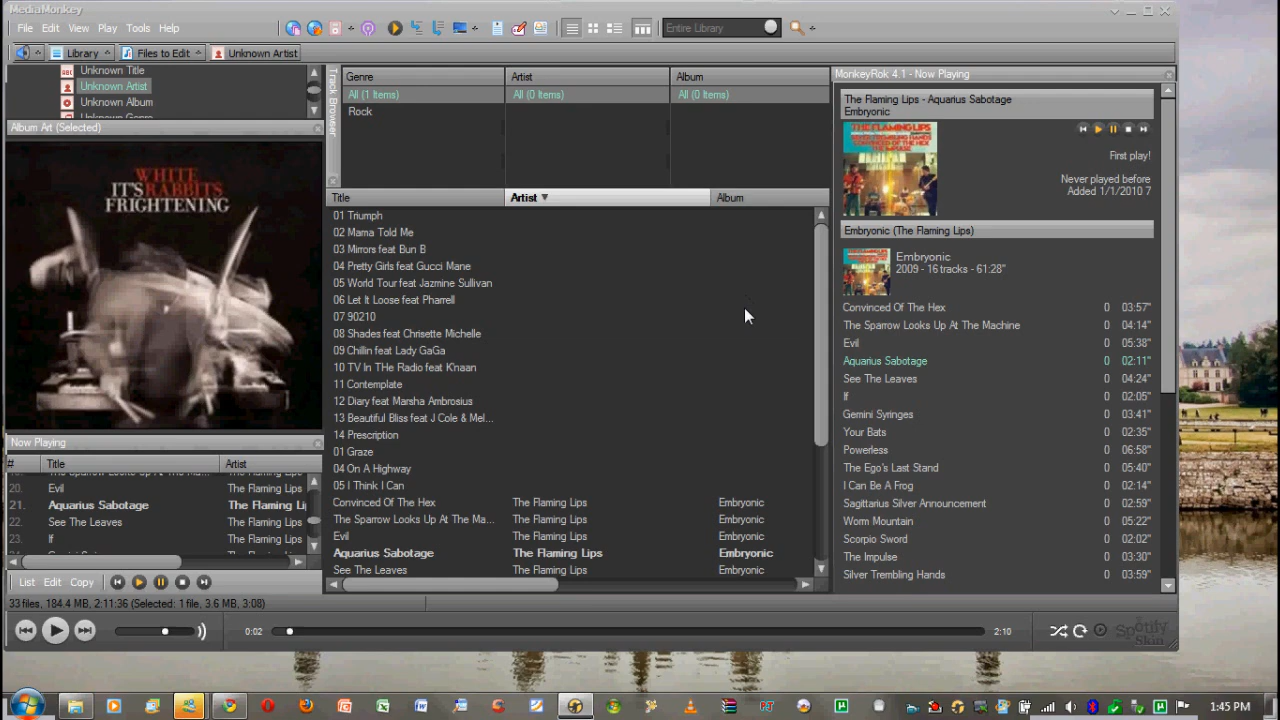 MediaMonkey
File Edit View Play Tools Help
Entire Library
Library Files to Edit Unknown Artist
Unknown Title
Unknown Artist
Unknown Album
Unknown Genre
Album Art (Selected)
WHITE
IT'S RABBITS
FRIGHTENING
Track Browser
Genre Artist Album
All (1 Items) All (0 Items) All (0 Items)
Rock
Title Artist Album
01 Triumph
02 Mama Told Me
03 Mirrors feat Bun B
04 Pretty Girls feat Gucci Mane
05 World Tour feat Jazmine Sullivan
06 Let It Loose feat Pharrell
07 90210
08 Shades feat Chrisette Michelle
09 Chillin feat Lady GaGa
10 TV In THe Radio feat K'naan
11 Contemplate
12 Diary feat Marsha Ambrosius
13 Beautiful Bliss feat J Cole & Mel...
14 Prescription
01 Graze
04 On A Highway
05 I Think I Can
Convinced Of The Hex The Flaming Lips Embryonic
The Sparrow Looks Up At The Ma... The Flaming Lips Embryonic
Evil The Flaming Lips Embryonic
Aquarius Sabotage The Flaming Lips Embryonic
See The Leaves The Flaming Lips Embryonic
MonkeyRok 4.1 - Now Playing
The Flaming Lips - Aquarius Sabotage
Embryonic
THE FLAMING LIPS
First play!
Never played before
Added 1/1/2010 7
Embryonic (The Flaming Lips)
Embryonic
2009 - 16 tracks - 61:28"
Convinced Of The Hex 0 03:57"
The Sparrow Looks Up At The Machine 0 04:14"
Evil 0 05:38"
Aquarius Sabotage 0 02:11"
See The Leaves 0 04:24"
If 0 02:05"
Gemini Syringes 0 03:41"
Your Bats 0 02:35"
Powerless 0 06:58"
The Ego's Last Stand 0 05:40"
I Can Be A Frog 0 02:14"
Sagittarius Silver Announcement 0 02:59"
Worm Mountain 0 05:22"
Scorpio Sword 0 02:02"
The Impulse 0 03:30"
Silver Trembling Hands 0 03:59"
Now Playing
# Title Artist
20. Evil The Flaming Lips
21. Aquarius Sabotage The Flaming Li
22. See The Leaves The Flaming Lips
23. If The Flaming Lips
List Edit Copy
33 files, 184.4 MB, 2:11:36 (Selected: 1 file, 3.6 MB, 3:08)
0:02 2:10
Spotify
Skin
1:45 PM